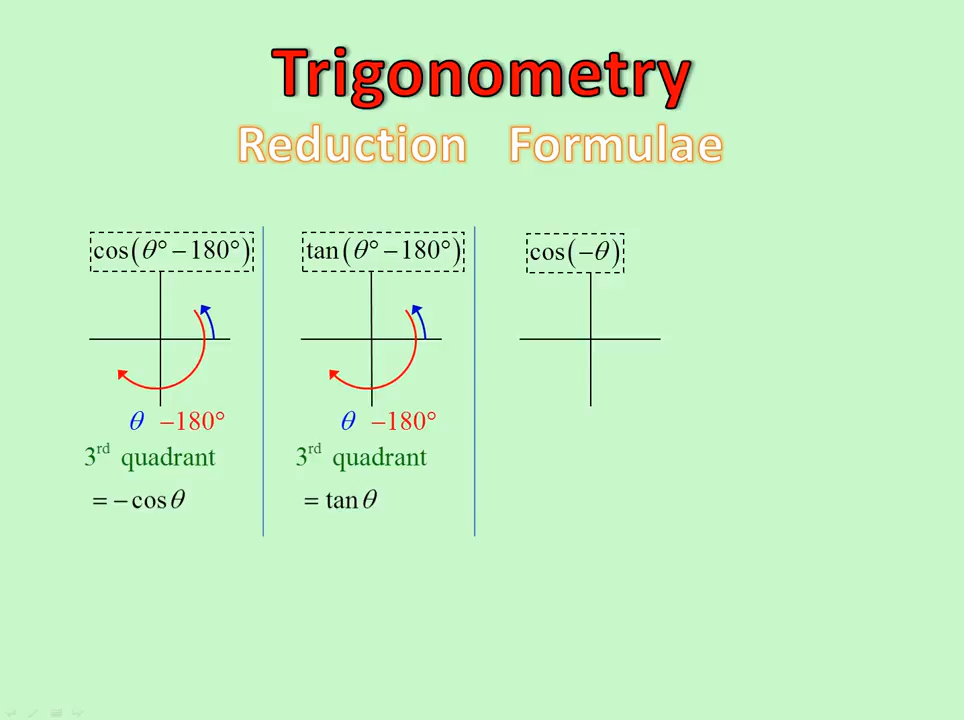 Trigonometry
Reduction Formulae
cos(θ° − 180°)
θ −180°
3rd quadrant
= − cos θ
tan(θ° − 180°)
θ −180°
3rd quadrant
= tan θ
cos(−θ)